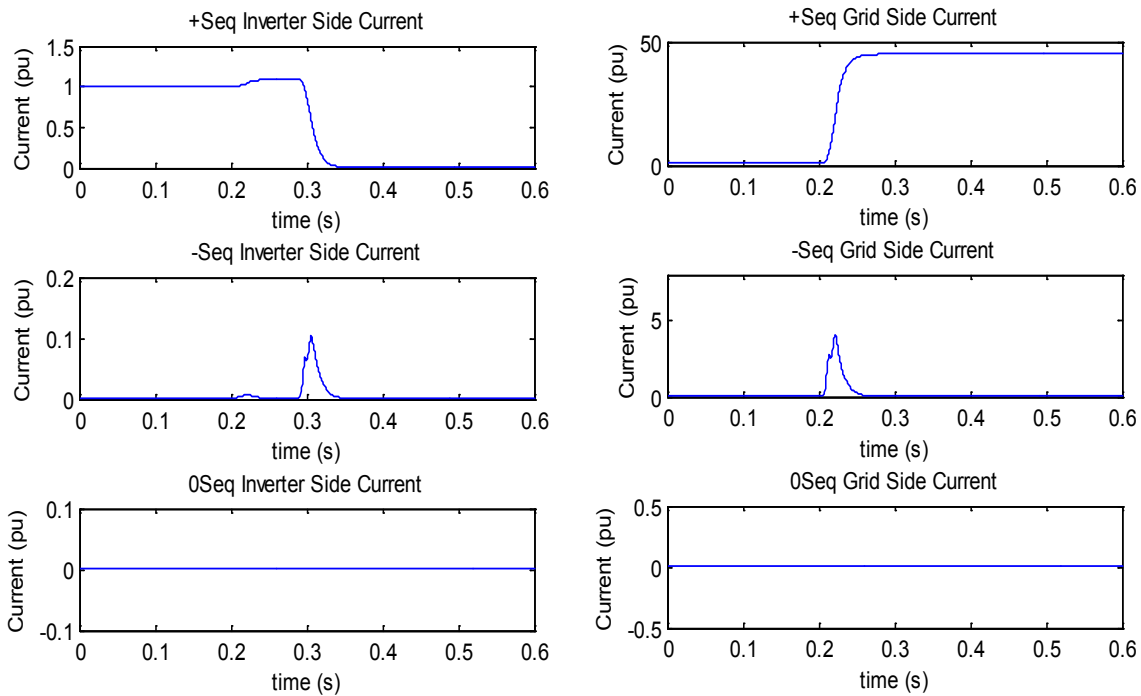 +Seq Inverter Side Current
1.5
1
0.5
0
Current (pu)
0 0.1 0.2 0.3 0.4 0.5 0.6
time (s)
+Seq Grid Side Current
50
0
Current (pu)
0 0.1 0.2 0.3 0.4 0.5 0.6
time (s)
-Seq Inverter Side Current
0.2
0.1
0
Current (pu)
0 0.1 0.2 0.3 0.4 0.5 0.6
time (s)
-Seq Grid Side Current
5
0
Current (pu)
0 0.1 0.2 0.3 0.4 0.5 0.6
time (s)
0Seq Inverter Side Current
0.1
0
-0.1
Current (pu)
0 0.1 0.2 0.3 0.4 0.5 0.6
time (s)
0Seq Grid Side Current
0.5
0
-0.5
Current (pu)
0 0.1 0.2 0.3 0.4 0.5 0.6
time (s)